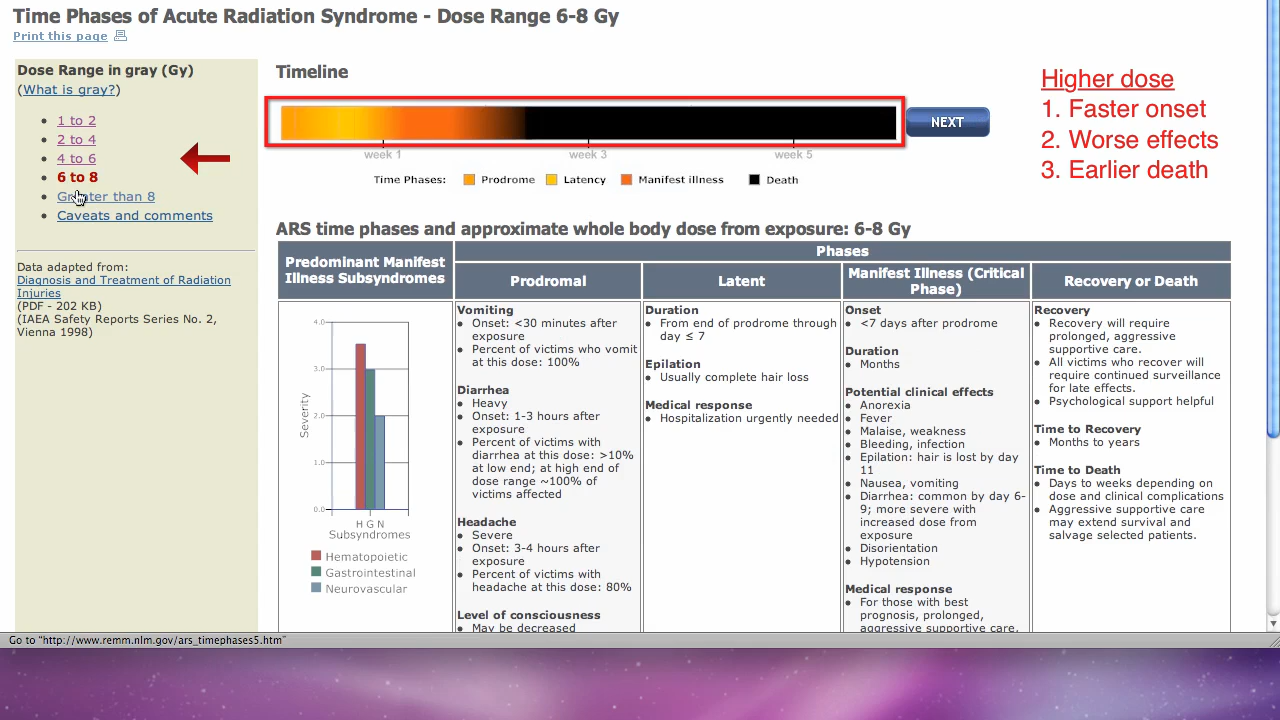 Time Phases of Acute Radiation Syndrome - Dose Range 6-8 Gy
Print this page
Dose Range in gray (Gy)
(What is gray?)
1 to 2
2 to 4
4 to 6
6 to 8
Greater than 8
Caveats and comments
Data adapted from:
Diagnosis and Treatment of Radiation
Injuries
(PDF - 202 KB)
(IAEA Safety Reports Series No. 2,
Vienna 1998)
Timeline
NEXT
week 1
week 3
week 5
Time Phases: Prodrome Latency Manifest illness Death
Higher dose
1. Faster onset
2. Worse effects
3. Earlier death
ARS time phases and approximate whole body dose from exposure: 6-8 Gy
Predominant Manifest
Illness Subsyndromes
Phases
Prodromal
Latent
Manifest Illness (Critical
Phase)
Recovery or Death
4.0
3.0
2.0
1.0
0.0
Severity
H G N
Subsyndromes
Hematopoietic
Gastrointestinal
Neurovascular
Vomiting
Onset: <30 minutes after
exposure
Percent of victims who vomit
at this dose: 100%
Diarrhea
Heavy
Onset: 1-3 hours after
exposure
Percent of victims with
diarrhea at this dose: >10%
at low end; at high end of
dose range ~100% of
victims affected
Headache
Severe
Onset: 3-4 hours after
exposure
Percent of victims with
headache at this dose: 80%
Level of consciousness
May be decreased
Duration
From end of prodrome through
day ≤ 7
Epilation
Usually complete hair loss
Medical response
Hospitalization urgently needed
Onset
<7 days after prodrome
Duration
Months
Potential clinical effects
Anorexia
Fever
Malaise, weakness
Bleeding, infection
Epilation: hair is lost by day
11
Nausea, vomiting
Diarrhea: common by day 6-
9; more severe with
increased dose from
exposure
Disorientation
Hypotension
Medical response
For those with best
prognosis, prolonged,
aggressive supportive care,
Recovery
Recovery will require
prolonged, aggressive
supportive care.
All victims who recover will
require continued surveillance
for late effects.
Psychological support helpful
Time to Recovery
Months to years
Time to Death
Days to weeks depending on
dose and clinical complications
Aggressive supportive care
may extend survival and
salvage selected patients.
Go to "http://www.remm.nlm.gov/ars_timephases5.htm"